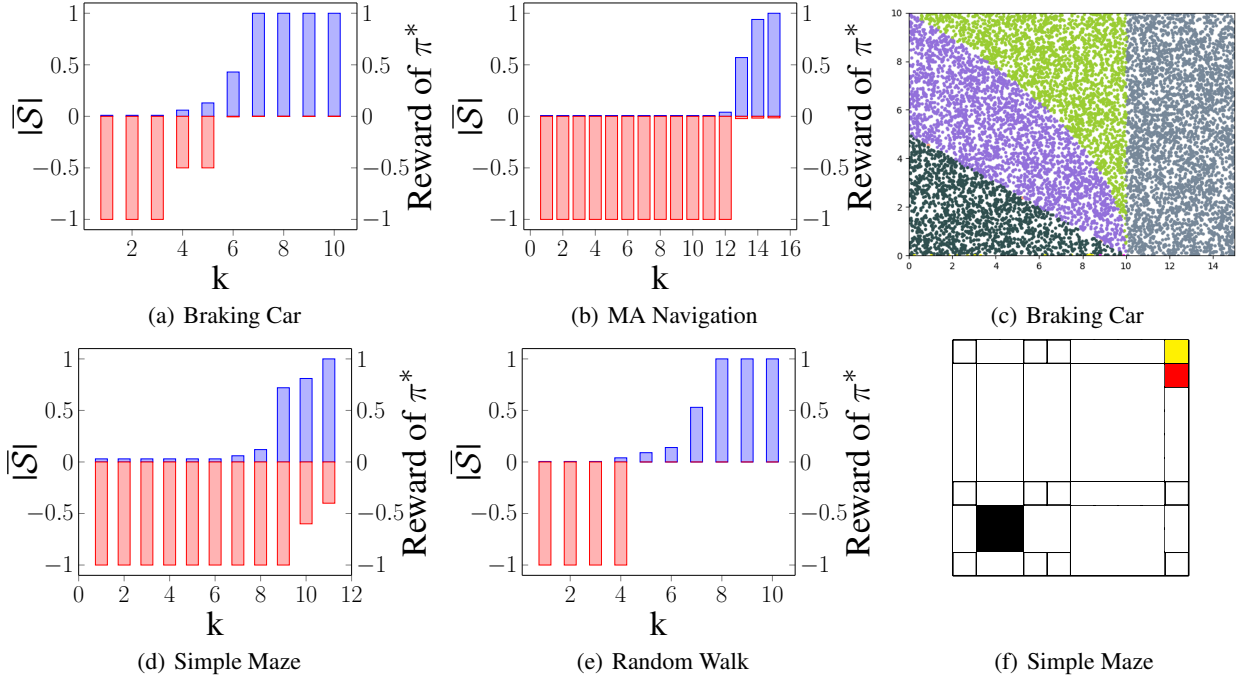 1 1
0.5 0.5
0 0
−0.5 −0.5
−1 −1
|S̅|
Reward of π*
2 4 6 8 10
k
(a) Braking Car
1 1
0.5 0.5
0 0
−0.5 −0.5
−1 −1
|S̅|
Reward of π*
0 2 4 6 8 10 12 14 16
k
(b) MA Navigation
10
8
6
4
2
0
0 2 4 6 8 10 12 14
(c) Braking Car
1 1
0.5 0.5
0 0
−0.5 −0.5
−1 −1
|S̅|
Reward of π*
0 2 4 6 8 10 12
k
(d) Simple Maze
1 1
0.5 0.5
0 0
−0.5 −0.5
−1 −1
|S̅|
Reward of π*
2 4 6 8 10
k
(e) Random Walk
(f) Simple Maze